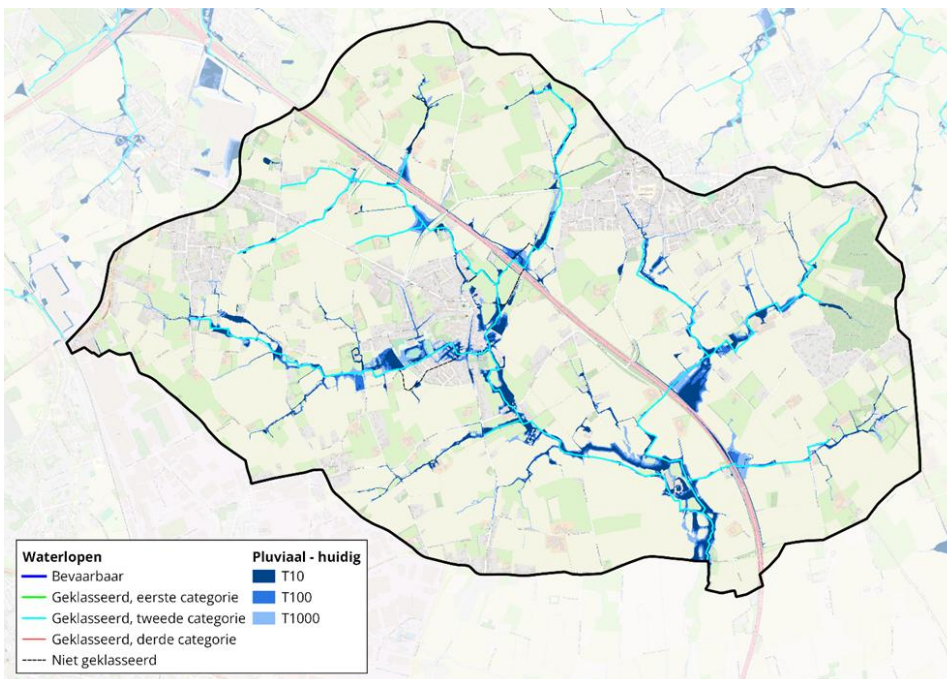 Waterlopen
Bevaarbaar
Geklasseerd, eerste categorie
Geklasseerd, tweede categorie
Geklasseerd, derde categorie
Niet geklasseerd
Pluviaal - huidig
T10
T100
T1000